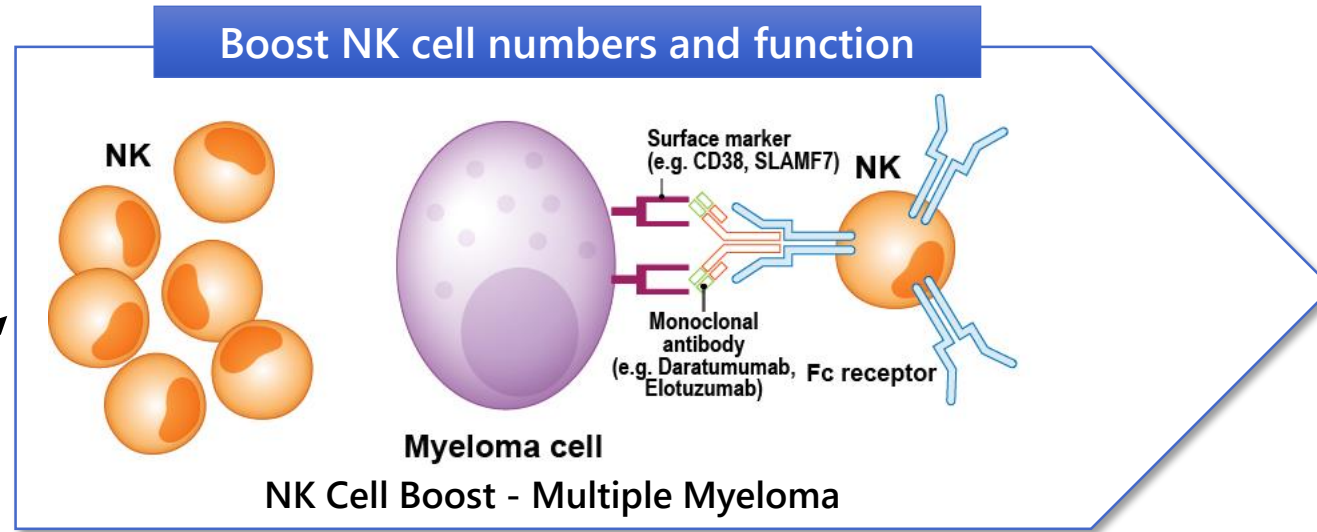 Boost NK cell numbers and function
NK
Surface marker
(e.g. CD38, SLAMF7)
NK
Monoclonal
antibody
(e.g. Daratumumab,
Elotuzumab)
Fc receptor
Myeloma cell
NK Cell Boost - Multiple Myeloma